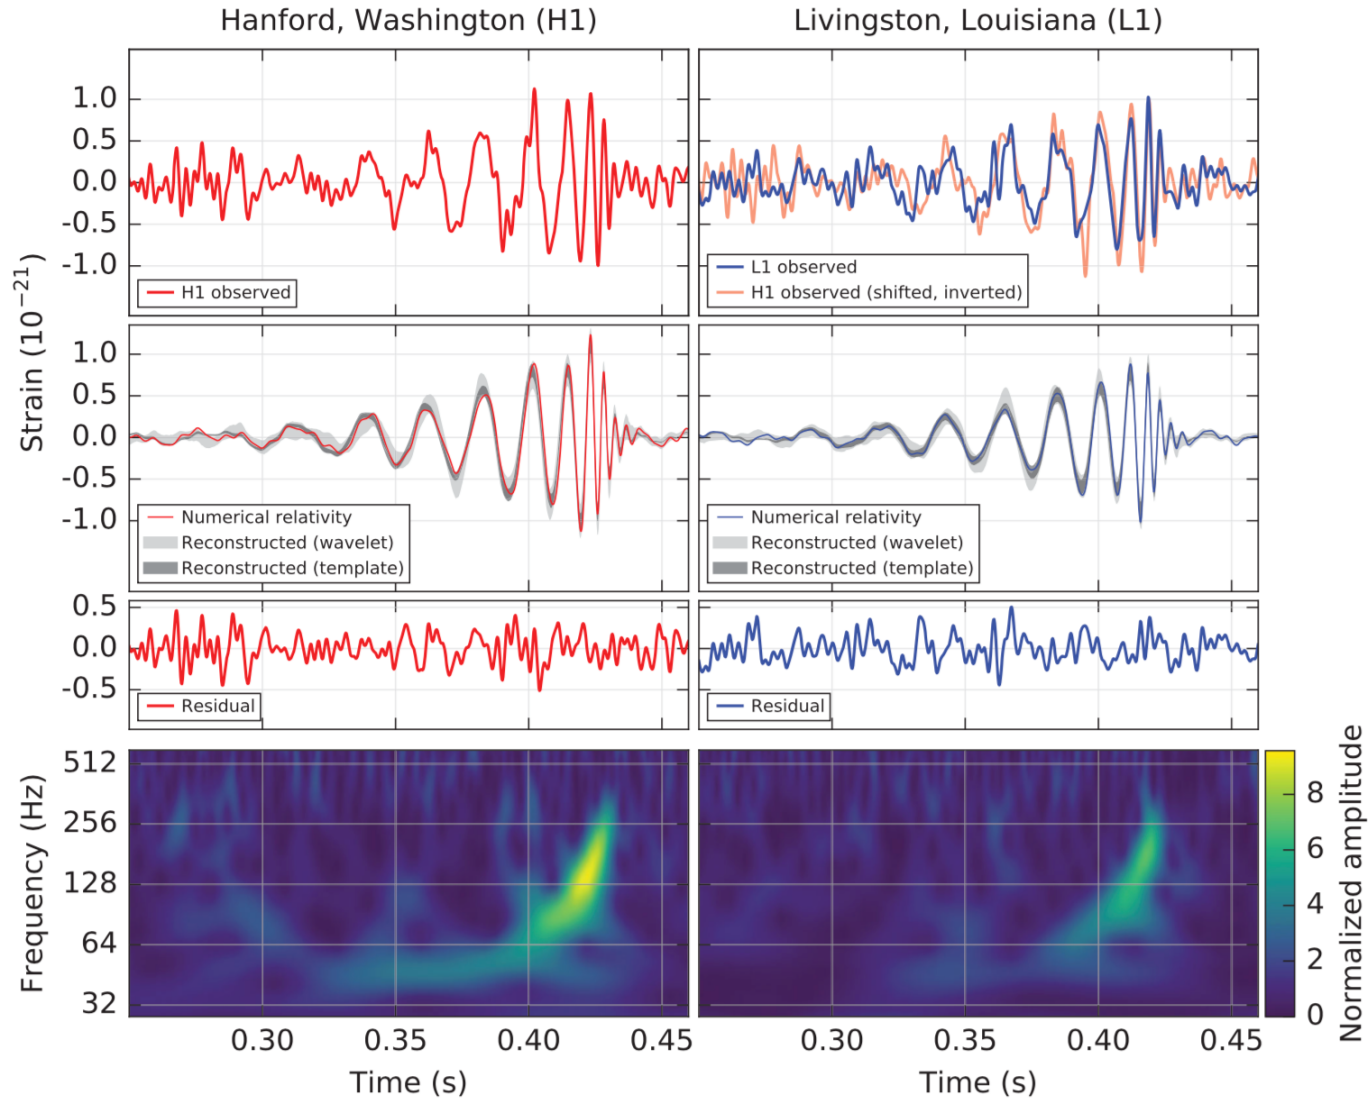 Hanford, Washington (H1)
Livingston, Louisiana (L1)
Strain (10⁻²¹)
1.0
0.5
0.0
-0.5
-1.0
H1 observed
L1 observed
H1 observed (shifted, inverted)
1.0
0.5
0.0
-0.5
-1.0
Numerical relativity
Reconstructed (wavelet)
Reconstructed (template)
Numerical relativity
Reconstructed (wavelet)
Reconstructed (template)
0.5
0.0
-0.5
Residual
Residual
Frequency (Hz)
512
256
128
64
32
0.30 0.35 0.40 0.45
Time (s)
0.30 0.35 0.40 0.45
Time (s)
8
6
4
2
0
Normalized amplitude